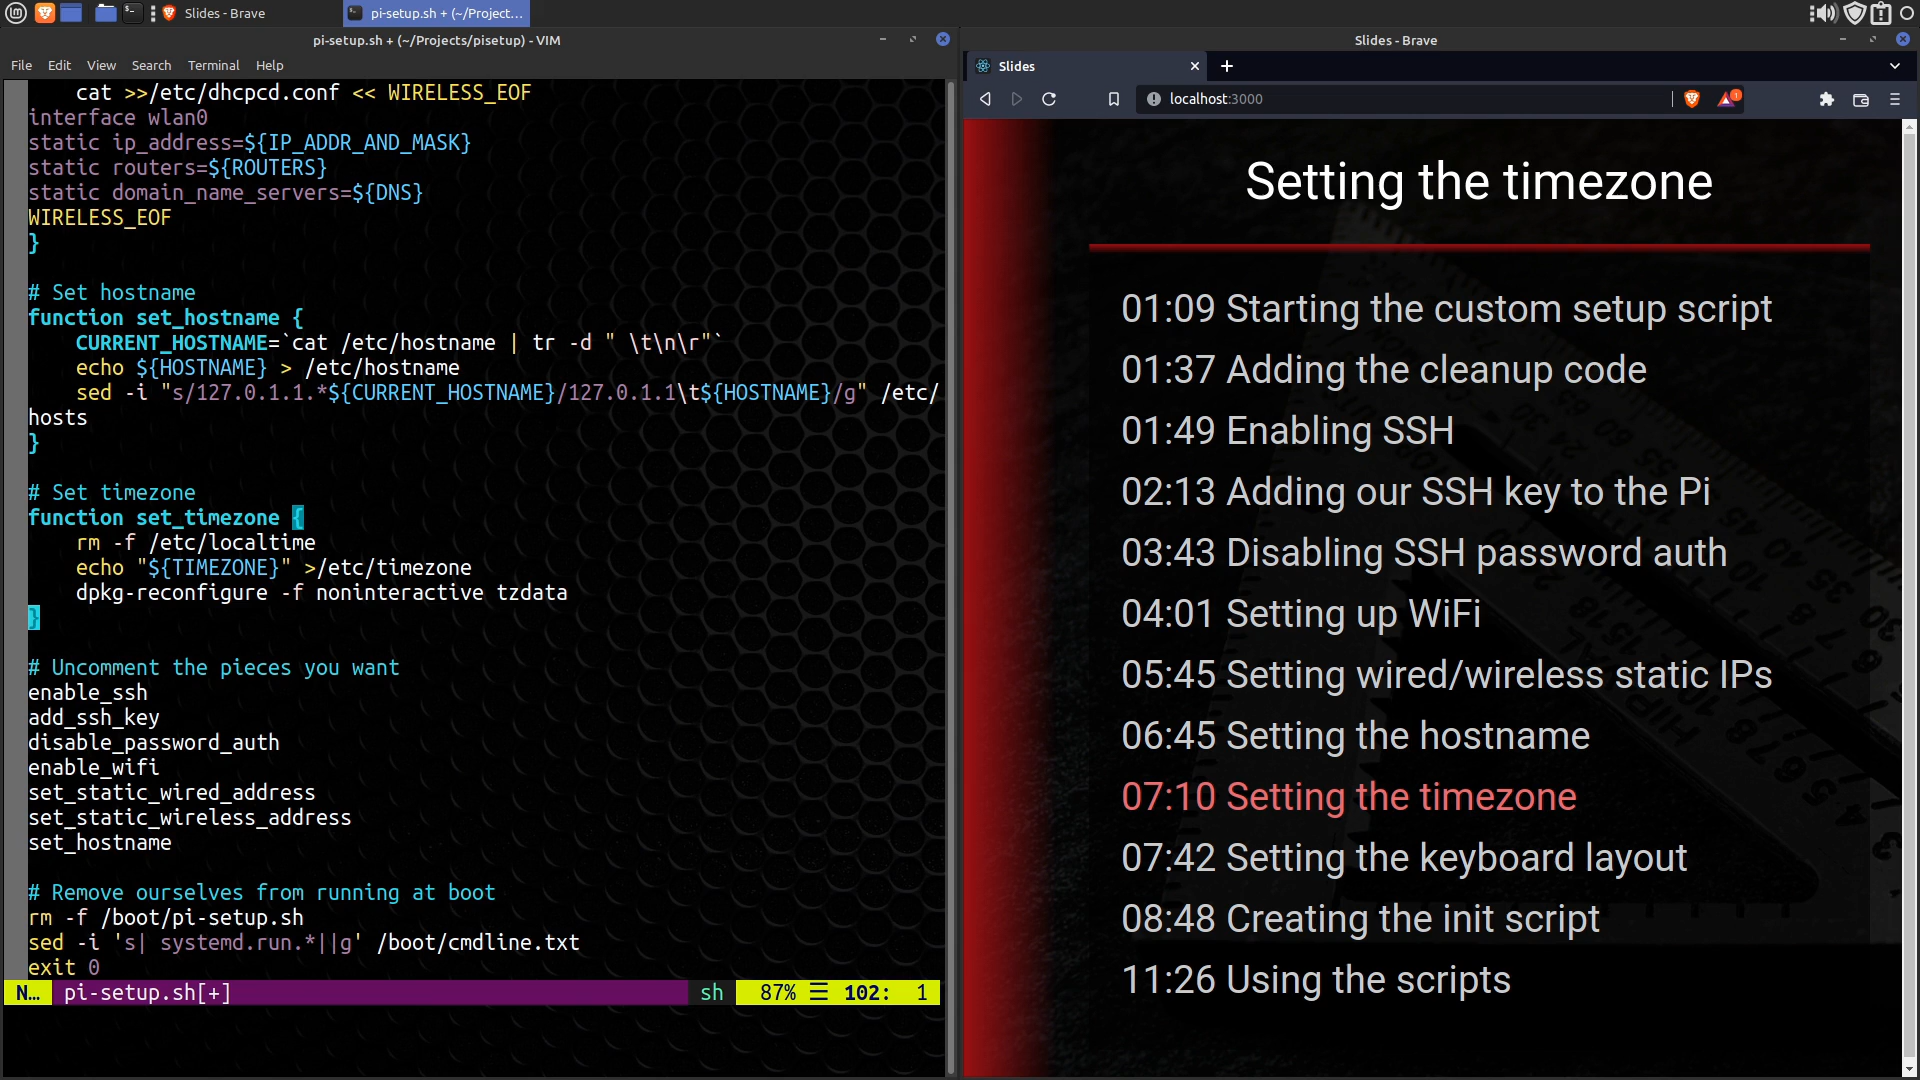 Slides - Brave
pi-setup.sh + (~/Project...
pi-setup.sh + (~/Projects/pisetup) - VIM
File Edit View Search Terminal Help
cat >>/etc/dhcpcd.conf << WIRELESS_EOF
interface wlan0
static ip_address=${IP_ADDR_AND_MASK}
static routers=${ROUTERS}
static domain_name_servers=${DNS}
WIRELESS_EOF
}
# Set hostname
function set_hostname {
CURRENT_HOSTNAME=`cat /etc/hostname | tr -d " \t\n\r"`
echo ${HOSTNAME} > /etc/hostname
sed -i "s/127.0.1.1.*${CURRENT_HOSTNAME}/127.0.1.1\t${HOSTNAME}/g" /etc/
hosts
}
# Set timezone
function set_timezone {
rm -f /etc/localtime
echo "${TIMEZONE}" >/etc/timezone
dpkg-reconfigure -f noninteractive tzdata
}
# Uncomment the pieces you want
enable_ssh
add_ssh_key
disable_password_auth
enable_wifi
set_static_wired_address
set_static_wireless_address
set_hostname
# Remove ourselves from running at boot
rm -f /boot/pi-setup.sh
sed -i 's| systemd.run.*||g' /boot/cmdline.txt
exit 0
N... pi-setup.sh[+] sh 87% ☰ 102: 1
Slides - Brave
Slides
localhost:3000
1
Setting the timezone
01:09 Starting the custom setup script
01:37 Adding the cleanup code
01:49 Enabling SSH
02:13 Adding our SSH key to the Pi
03:43 Disabling SSH password auth
04:01 Setting up WiFi
05:45 Setting wired/wireless static IPs
06:45 Setting the hostname
07:10 Setting the timezone
07:42 Setting the keyboard layout
08:48 Creating the init script
11:26 Using the scripts